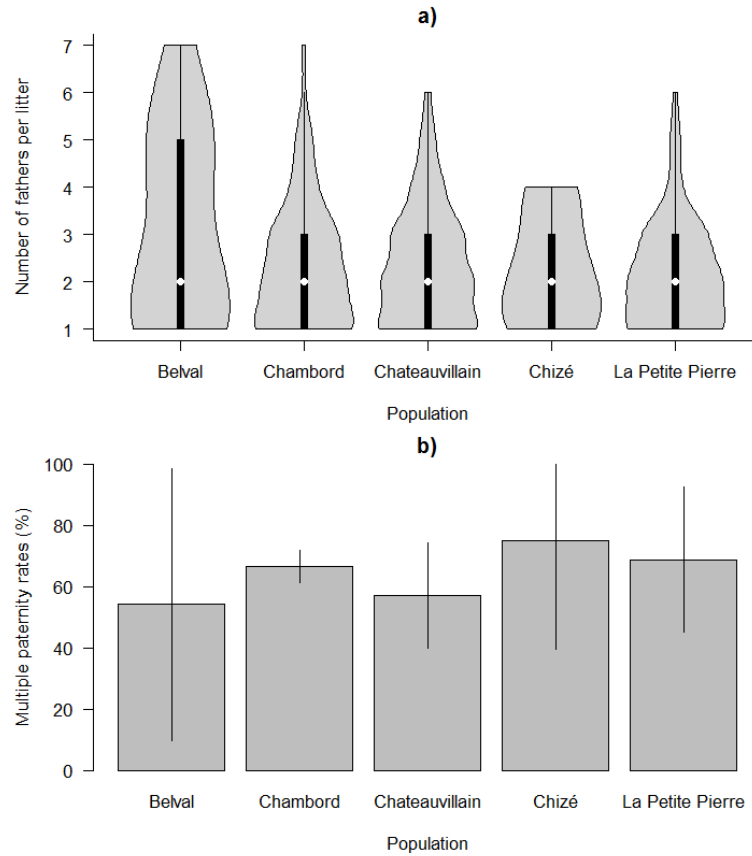 a)
Number of fathers per litter
7
6
5
4
3
2
1
Belval Chambord Chateauvillain Chizé La Petite Pierre
Population
b)
Multiple paternity rates (%)
100
80
60
40
20
0
Belval Chambord Chateauvillain Chizé La Petite Pierre
Population